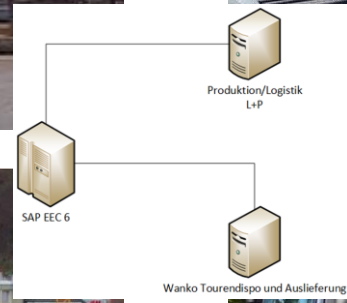 Produktion/Logistik
L+P
SAP EEC 6
Wanko Tourendispo und Auslieferung